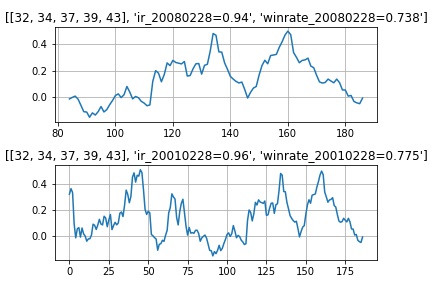 [[32, 34, 37, 39, 43], 'ir_20080228=0.94', 'winrate_20080228=0.738']
0.4
0.2
0.0
80 100 120 140 160 180
[[32, 34, 37, 39, 43], 'ir_20010228=0.96', 'winrate_20010228=0.775']
0.4
0.2
0.0
0 25 50 75 100 125 150 175